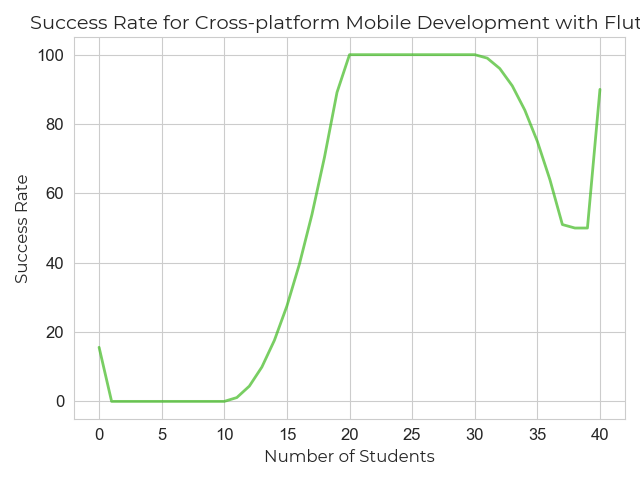 Success Rate for Cross-platform Mobile Development with Flut
100
80
60
40
20
0
Success Rate
0 5 10 15 20 25 30 35 40
Number of Students